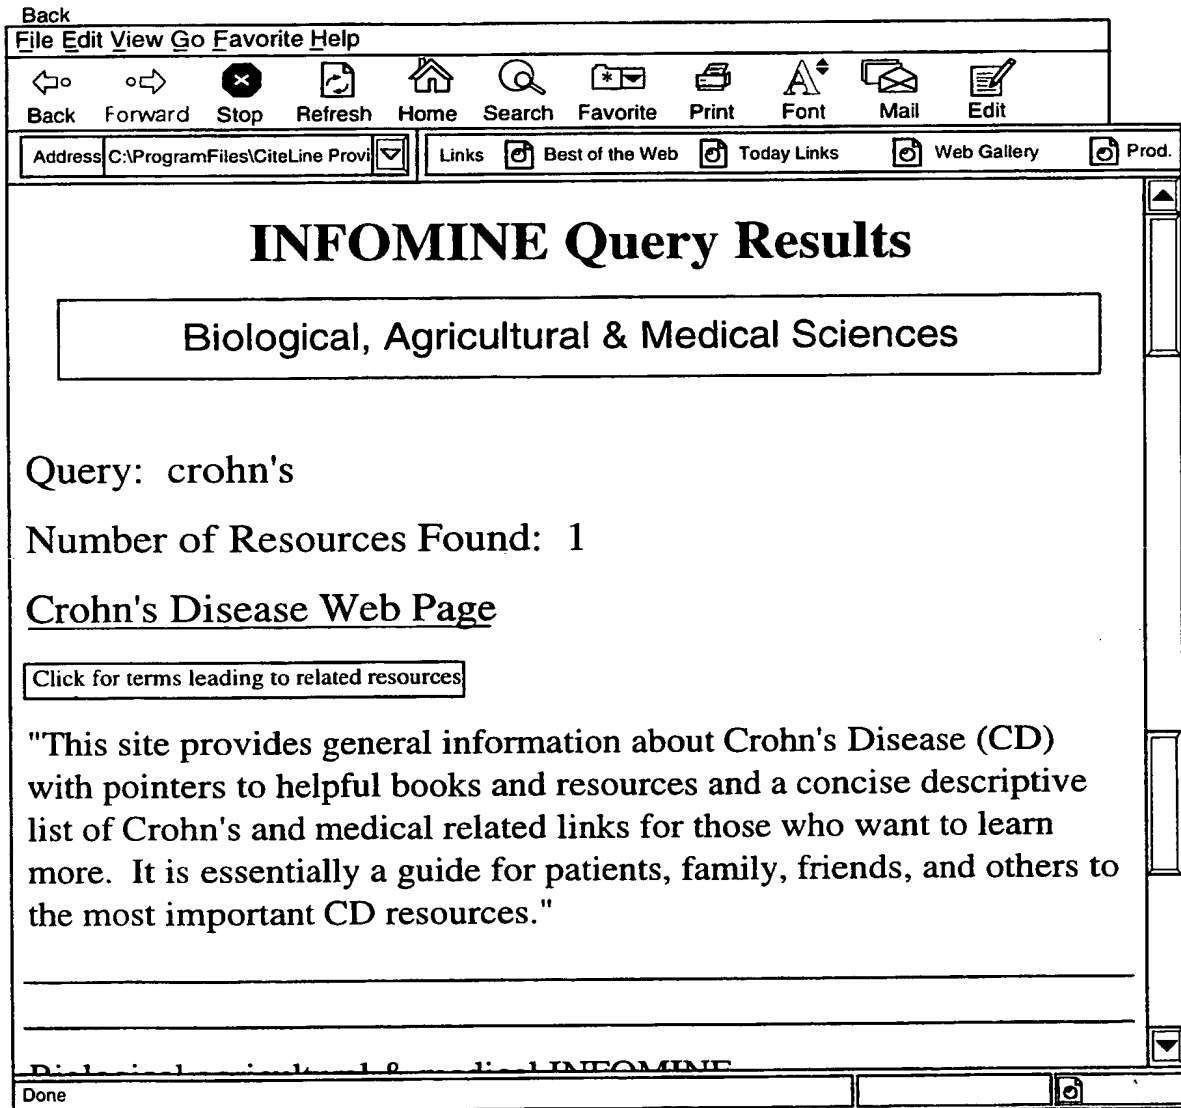 Back
File Edit View Go Favorite Help
Back Forward Stop Refresh Home Search Favorite Print Font Mail Edit
Address C:\ProgramFiles\CiteLine Provi Links Best of the Web Today Links Web Gallery Prod.
INFOMINE Query Results
Biological, Agricultural & Medical Sciences
Query: crohn's
Number of Resources Found: 1
Crohn's Disease Web Page
Click for terms leading to related resources
"This site provides general information about Crohn's Disease (CD)
with pointers to helpful books and resources and a concise descriptive
list of Crohn's and medical related links for those who want to learn
more. It is essentially a guide for patients, family, friends, and others to
the most important CD resources."
Biological agricultural & medical INFOMINE
Done